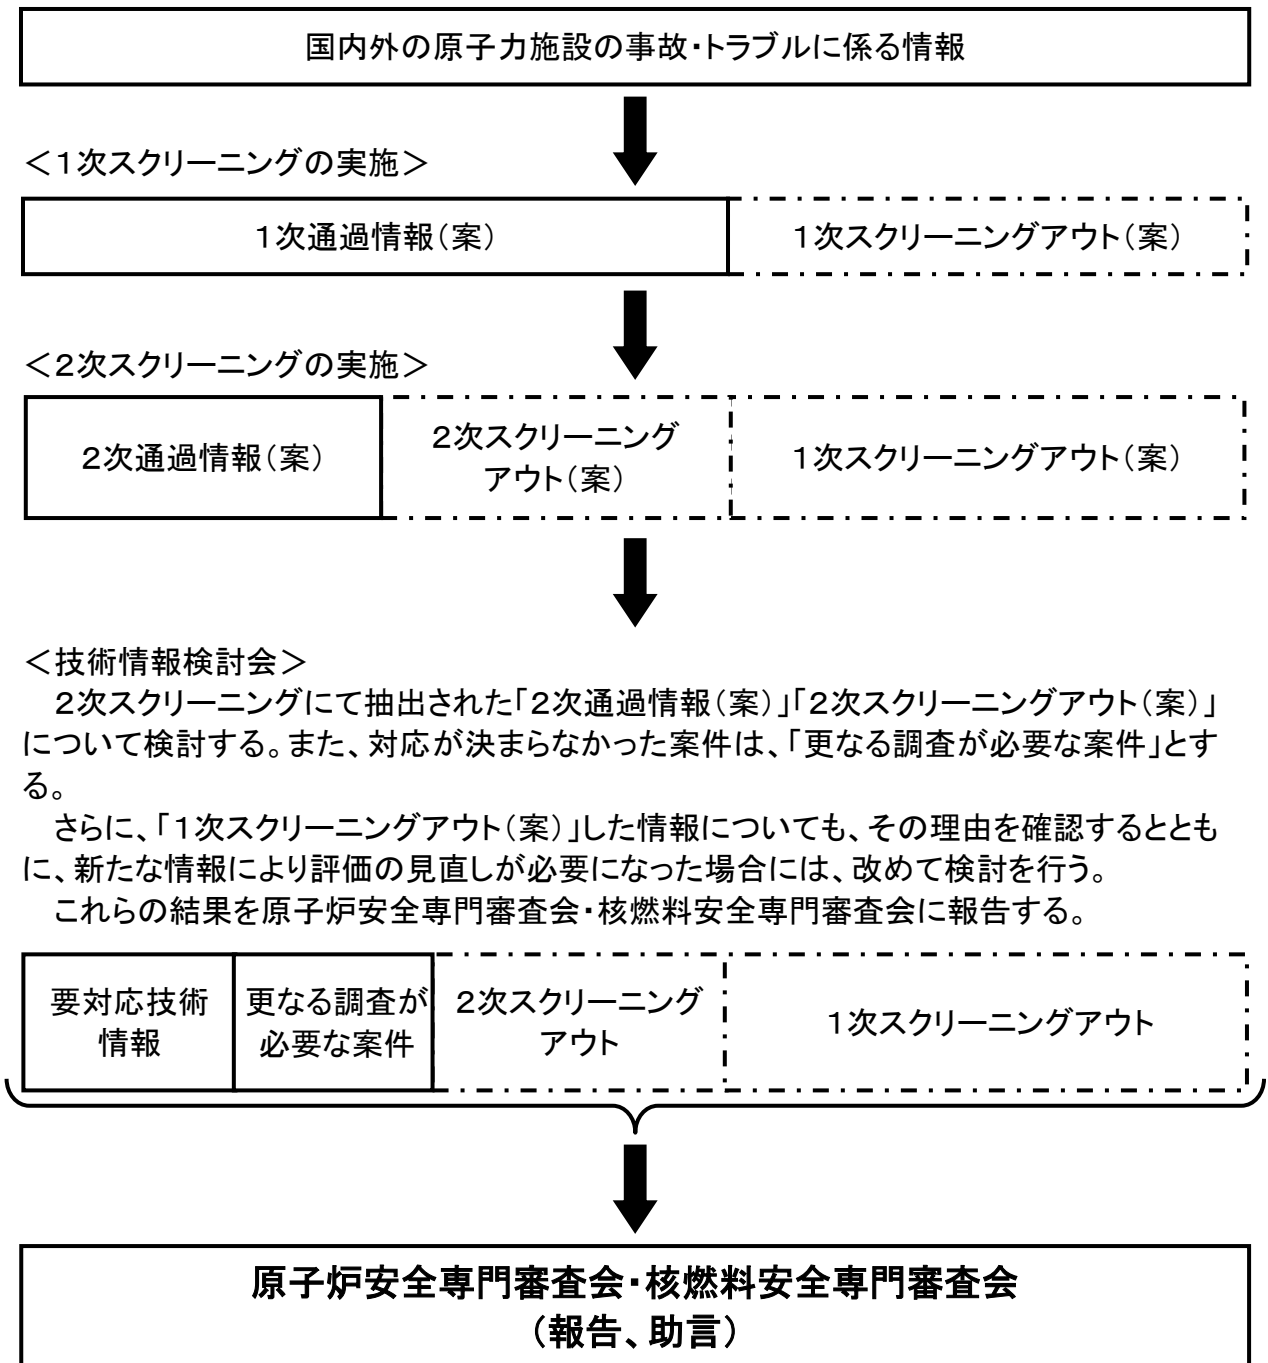 国内外の原子力施設の事故・トラブルに係る情報
＜１次スクリーニングの実施＞
１次通過情報（案）
１次スクリーニングアウト（案）
＜２次スクリーニングの実施＞
２次通過情報（案）
２次スクリーニング
アウト（案）
１次スクリーニングアウト（案）
＜技術情報検討会＞
２次スクリーニングにて抽出された「２次通過情報（案）」「２次スクリーニングアウト（案）」
について検討する。また、対応が決まらなかった案件は、「更なる調査が必要な案件」とす
る。
さらに、「１次スクリーニングアウト（案）」した情報についても、その理由を確認するととも
に、新たな情報により評価の見直しが必要になった場合には、改めて検討を行う。
これらの結果を原子炉安全専門審査会・核燃料安全専門審査会に報告する。
要対応技術
情報
更なる調査が
必要な案件
２次スクリーニング
アウト
１次スクリーニングアウト
原子炉安全専門審査会・核燃料安全専門審査会
（報告、助言）